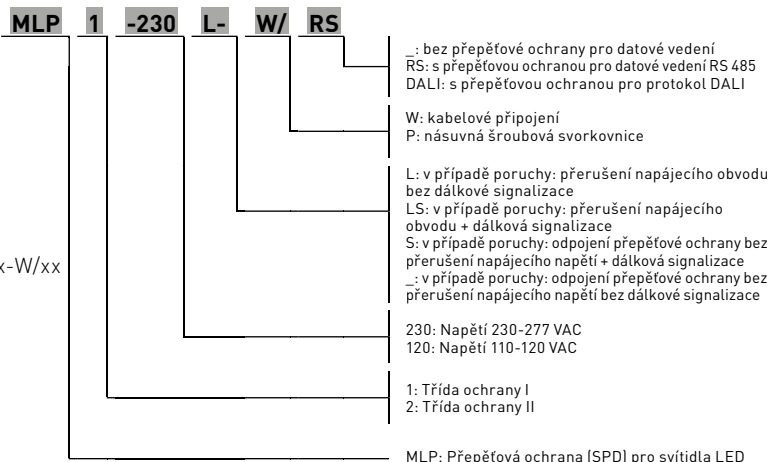 MLP 1 -230 L- W/ RS
_: bez přepěťové ochrany pro datové vedení
RS: s přepěťovou ochranou pro datové vedení RS 485
DALI: s přepěťovou ochranou pro protokol DALI
W: kabelové připojení
P: násuvná šroubová svorkovnice
L: v případě poruchy: přerušení napájecího obvodu
bez dálkové signalizace
LS: v případě poruchy: přerušení napájecího
obvodu + dálková signalizace
S: v případě poruchy: odpojení přepěťové ochrany bez
přerušení napájecího napětí + dálková signalizace
_: v případě poruchy: odpojení přepěťové ochrany bez
přerušení napájecího napětí bez dálkové signalizace
x-W/xx
230: Napětí 230-277 VAC
120: Napětí 110-120 VAC
1: Třída ochrany I
2: Třída ochrany II
MLP: Přepěťová ochrana (SPD) pro svítidla LED